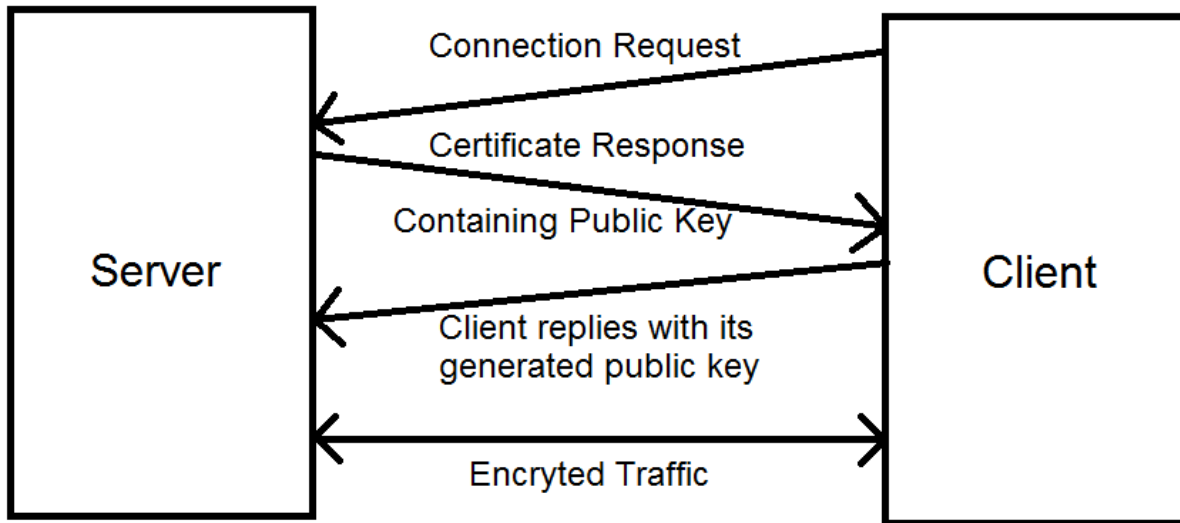 Connection Request
Certificate Response
Containing Public Key
Server
Client
Client replies with its
generated public key
Encryted Traffic